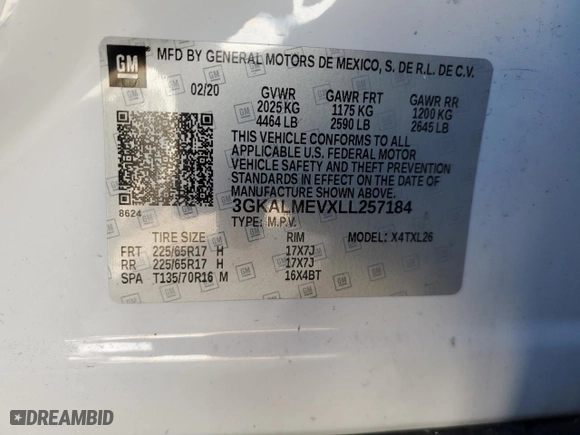 GM
MFD BY GENERAL MOTORS DE MEXICO, S. DE R.L. DE C.V.
02/20 GVWR GAWR FRT GAWR RR
2025 KG 1175 KG 1200 KG
4464 LB 2590 LB 2645 LB
THIS VEHICLE CONFORMS TO ALL
APPLICABLE U.S. FEDERAL MOTOR
VEHICLE SAFETY AND THEFT PREVENTION
STANDARDS IN EFFECT ON THE DATE OF
MANUFACTURE SHOWN ABOVE.
8624 3GKALMEVXLL257184
TYPE: M.P.V. MODEL: X4TXL26
TIRE SIZE RIM
FRT 225/65R17 H 17X7J
RR 225/65R17 H 17X7J
SPA T135/70R16 M 16X4BT
DREAMBID